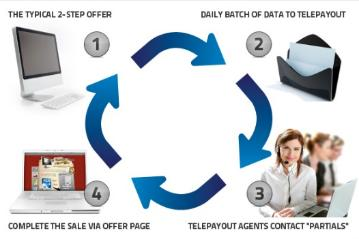 THE TYPICAL 2-STEP OFFER
DAILY BATCH OF DATA TO TELEPAYOUT
1
2
4
3
COMPLETE THE SALE VIA OFFER PAGE
TELEPAYOUT AGENTS CONTACT "PARTIALS"